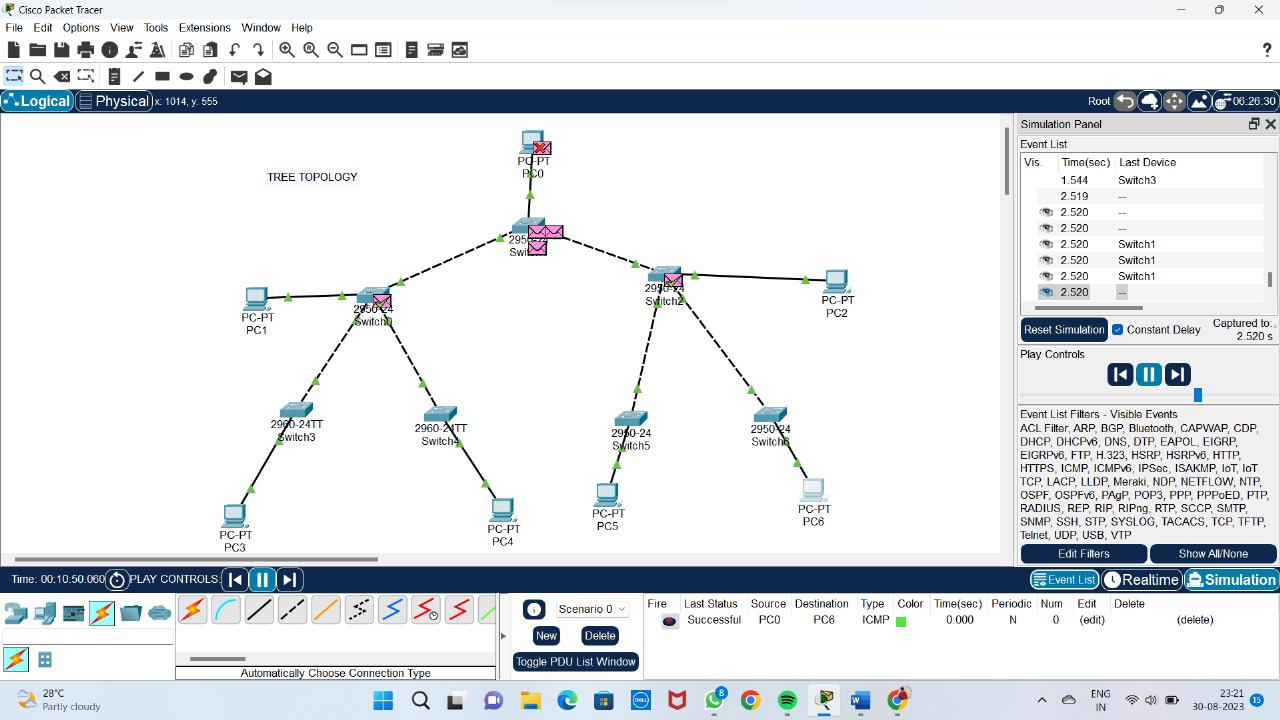 Cisco Packet Tracer
File Edit Options View Tools Extensions Window Help
Logical Physical x: 1014, y: 555
Root 06:26:30
TREE TOPOLOGY
PC-PT
PC0
2950-24
PC-PT
PC1
2950-24
Switch0
2950-24
Switch2
PC-PT
PC2
2960-24TT
Switch3
2960-24TT
Switch4
2950-24
Switch5
2950-24
Switch6
PC-PT
PC3
PC-PT
PC4
PC-PT
PC5
PC-PT
PC6
Simulation Panel
Event List
Vis. Time(sec) Last Device
1.544 Switch3
2.519 --
2.520 --
2.520 --
2.520 Switch1
2.520 Switch1
2.520 Switch1
2.520 --
Reset Simulation Constant Delay Captured to:
2.520 s
Play Controls
Event List Filters - Visible Events
ACL Filter, ARP, BGP, Bluetooth, CAPWAP, CDP,
DHCP, DHCPv6, DNS, DTP, EAPOL, EIGRP,
EIGRPv6, FTP, H.323, HSRP, HSRPv6, HTTP,
HTTPS, ICMP, ICMPv6, IPSec, ISAKMP, IoT, IoT
TCP, LACP, LLDP, Meraki, NDP, NETFLOW, NTP,
OSPF, OSPFv6, PAgP, POP3, PPP, PPPoED, PTP,
RADIUS, REP, RIP, RIPng, RTP, SCCP, SMTP,
SNMP, SSH, STP, SYSLOG, TACACS, TCP, TFTP,
Telnet, UDP, USB, VTP
Edit Filters Show All/None
Time: 00:10:50.060 PLAY CONTROLS:
Event List Realtime Simulation
Automatically Choose Connection Type
Scenario 0
New Delete
Toggle PDU List Window
Fire Last Status Source Destination Type Color Time(sec) Periodic Num Edit Delete
Successful PC0 PC6 ICMP 0.000 N 0 (edit) (delete)
28°C
Partly cloudy
8
ENG
IN
23:21
30-08-2023
15